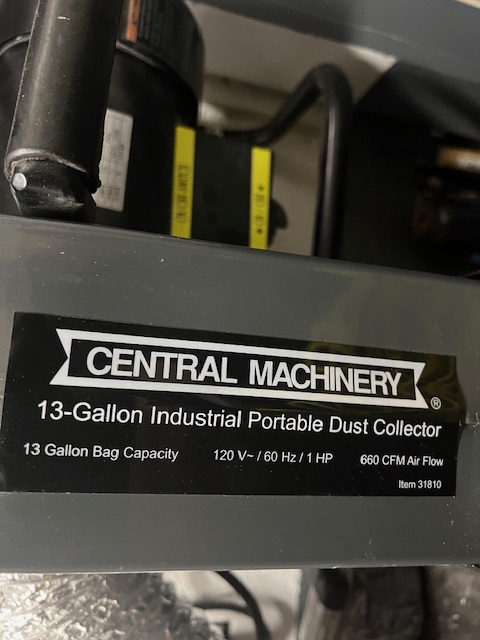 CENTRAL MACHINERY®
13-Gallon Industrial Portable Dust Collector
13 Gallon Bag Capacity 120 V~ / 60 Hz / 1 HP 660 CFM Air Flow
Item 31810